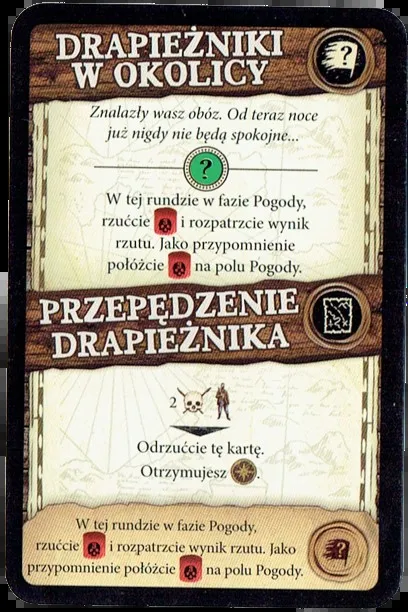 DRAPIEŻNIKI
W OKOLICY
?
Znalazły wasz obóz. Od teraz noce
już nigdy nie będą spokojne...
?
W tej rundzie w fazie Pogody,
rzućcie i rozpatrzcie wynik
rzutu. Jako przypomnienie
połóżcie na polu Pogody.
PRZEPĘDZENIE
DRAPIEŻNIKA
2
Odrzućcie tę kartę.
Otrzymujesz .
W tej rundzie w fazie Pogody,
rzućcie i rozpatrzcie wynik rzutu. Jako
przypomnienie połóżcie na polu Pogody.
?